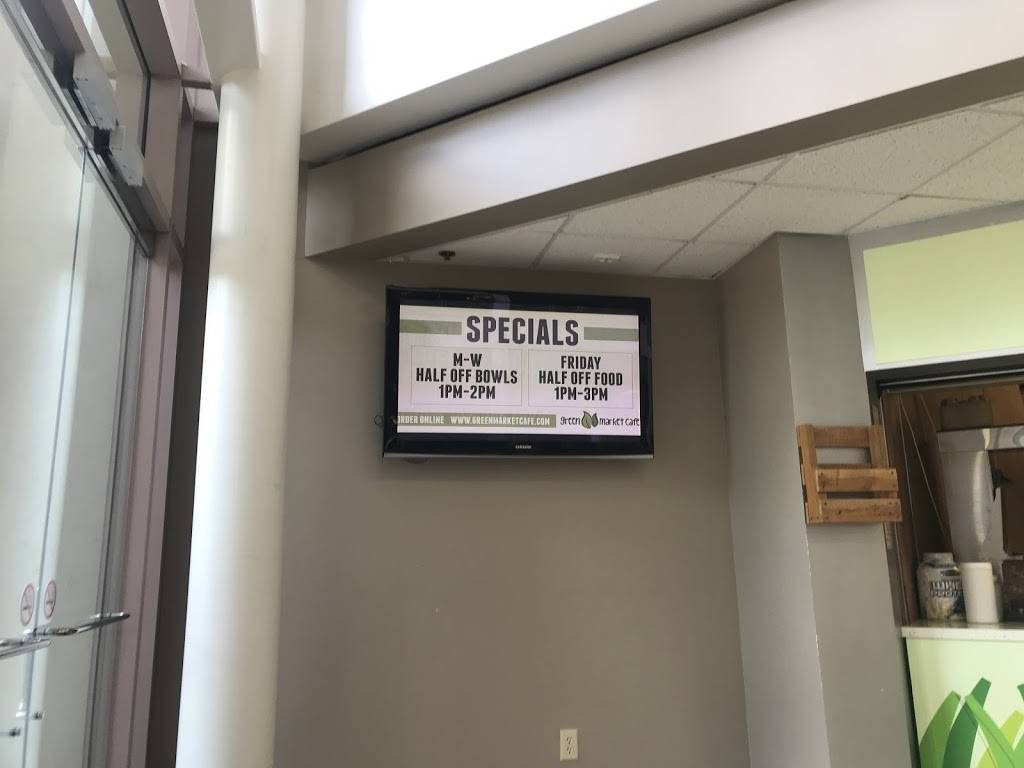 SPECIALS
M-W
HALF OFF BOWLS
1PM-2PM
FRIDAY
HALF OFF FOOD
1PM-3PM
ORDER ONLINE WWW.GREENMARKETCAFE.COM
green market cafe
SAMSUNG